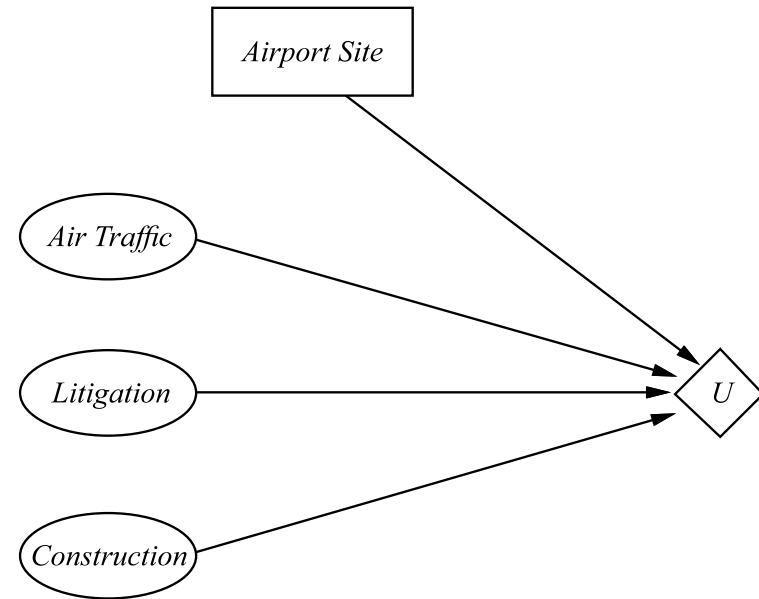 Airport Site
Air Traffic
Litigation
U
Construction